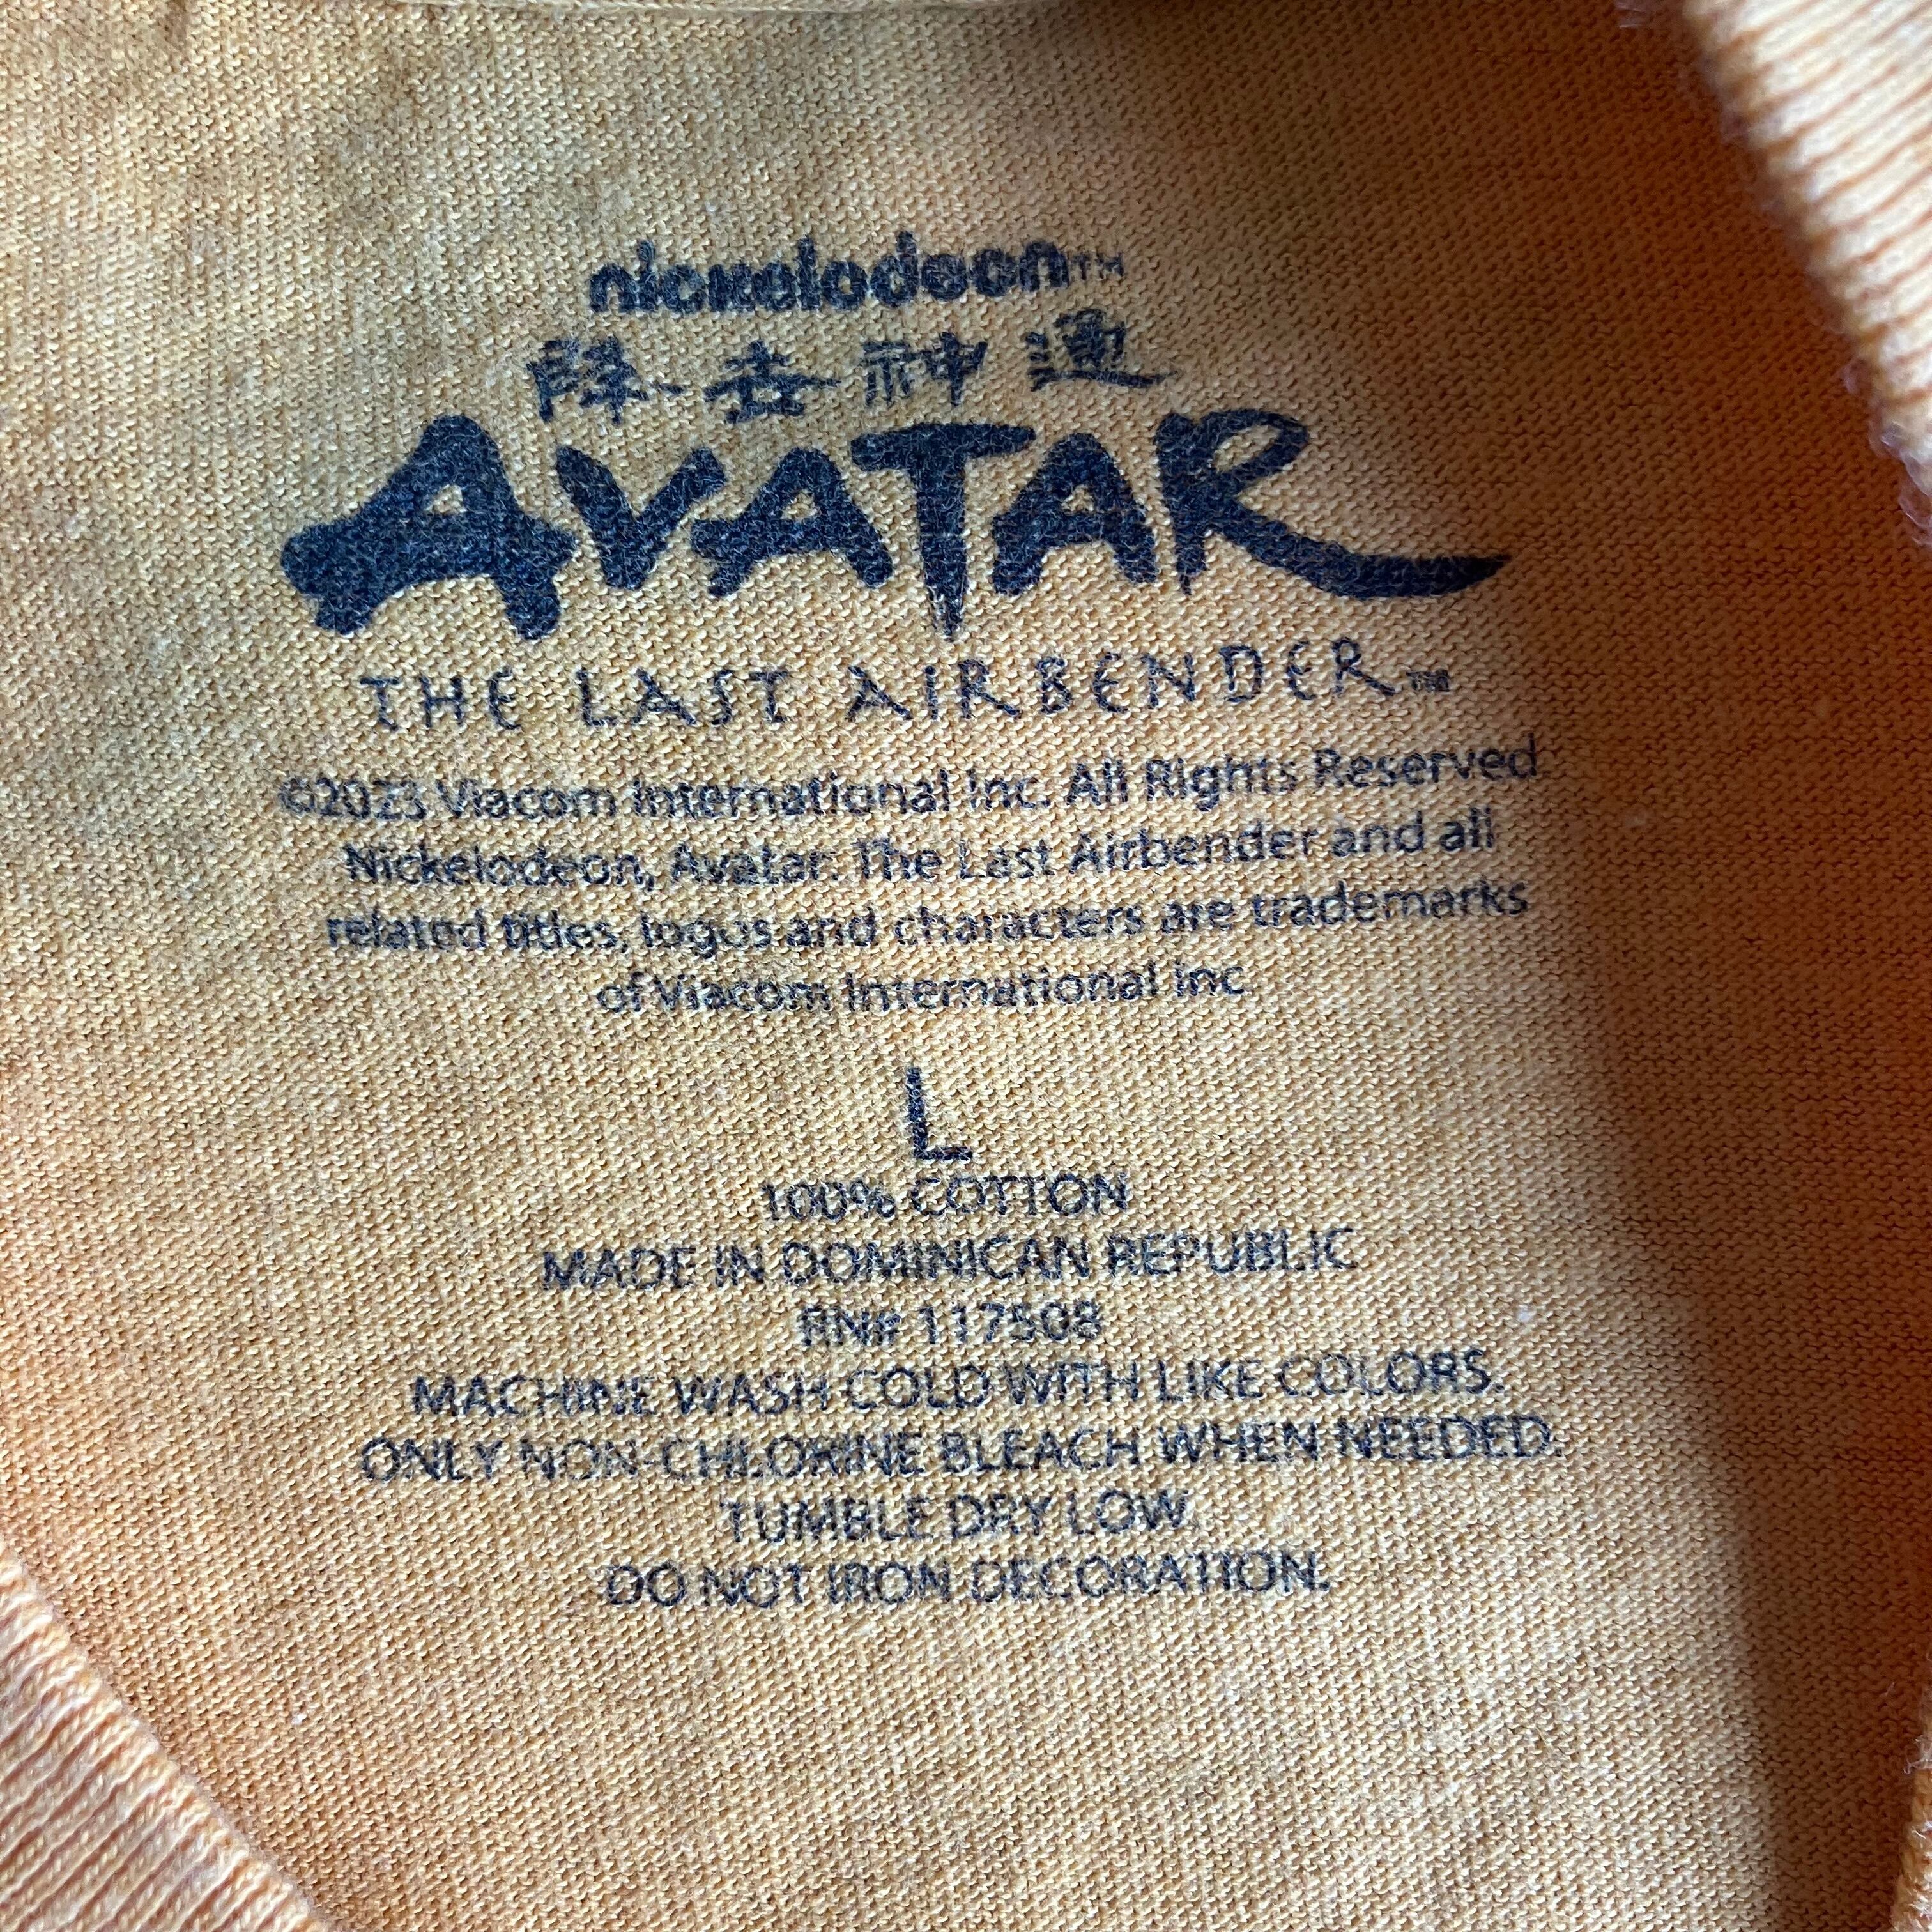 nickelodeon™
降去神通
AVATAR
THE LAST AIRBENDER™
©2023 Viacom International Inc. All Rights Reserved.
Nickelodeon, Avatar: The Last Airbender and all
related titles, logos and characters are trademarks
of Viacom International Inc
L
100% COTTON
MADE IN DOMINICAN REPUBLIC
RN# 117508
MACHINE WASH COLD WITH LIKE COLORS.
ONLY NON-CHLORINE BLEACH WHEN NEEDED.
TUMBLE DRY LOW.
DO NOT IRON DECORATION.